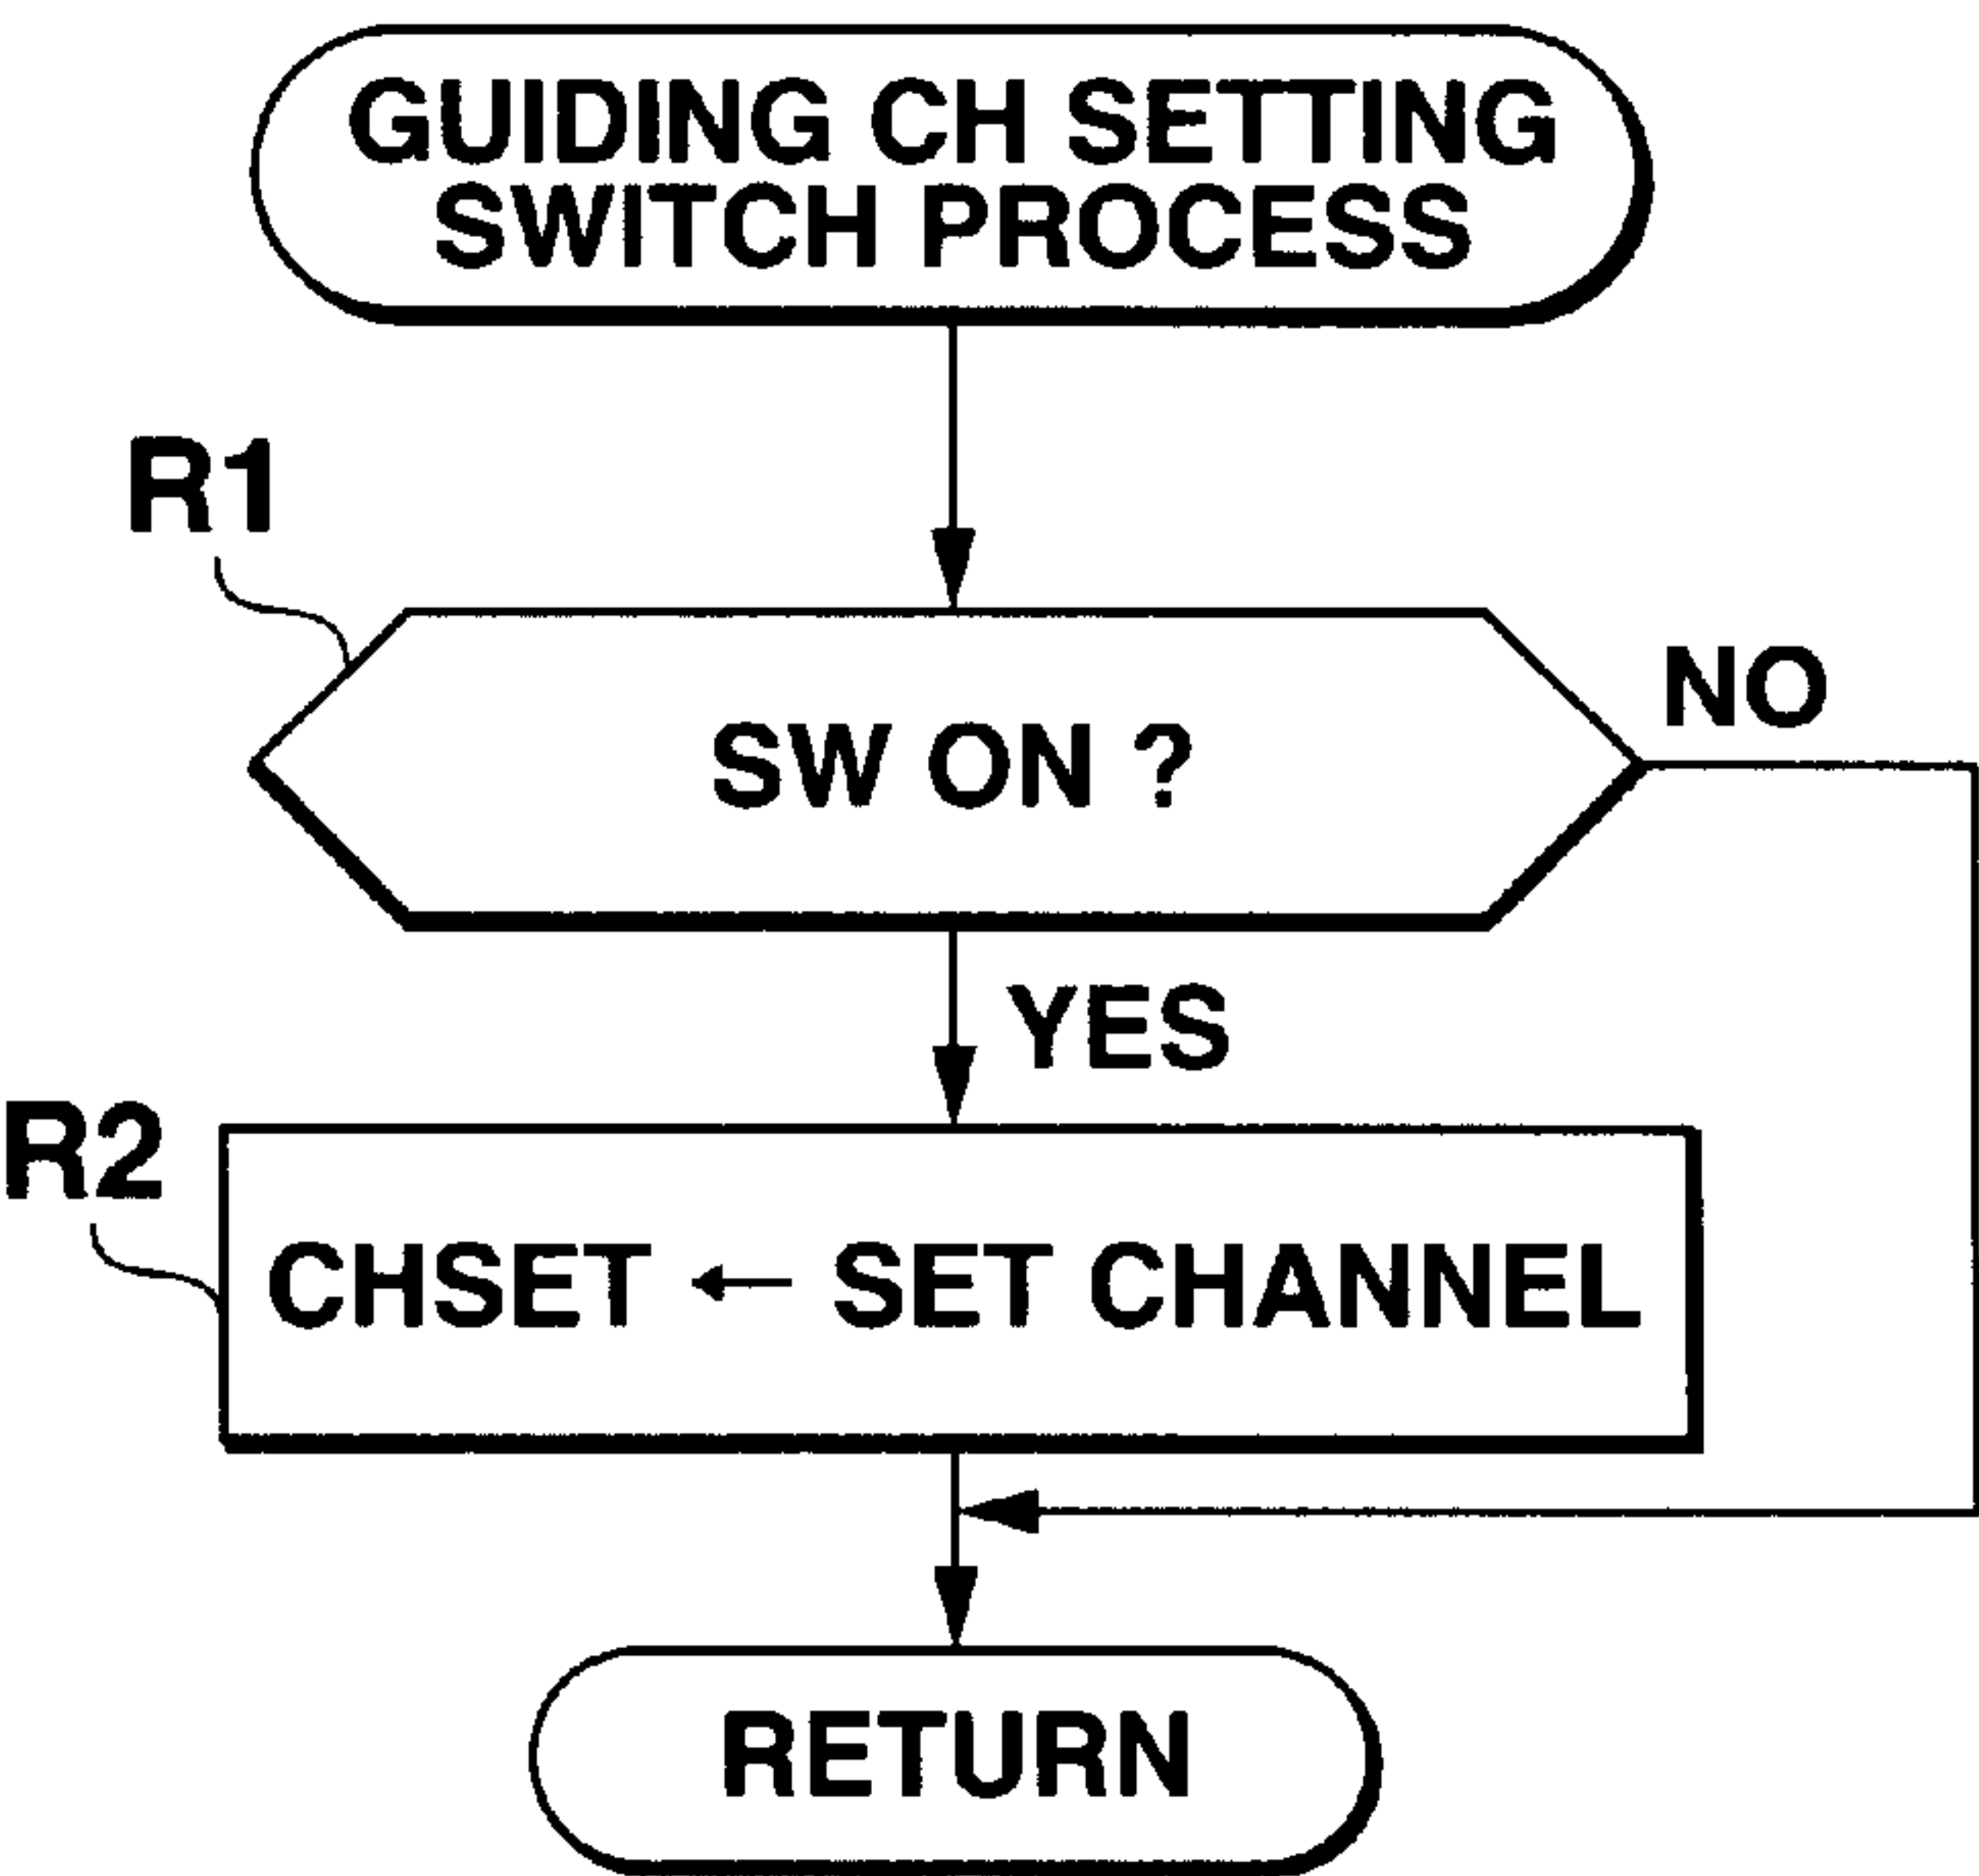 GUIDING CH SETTING
SWITCH PROCESS
R1
SW ON ?
NO
YES
R2
CHSET ← SET CHANNEL
RETURN